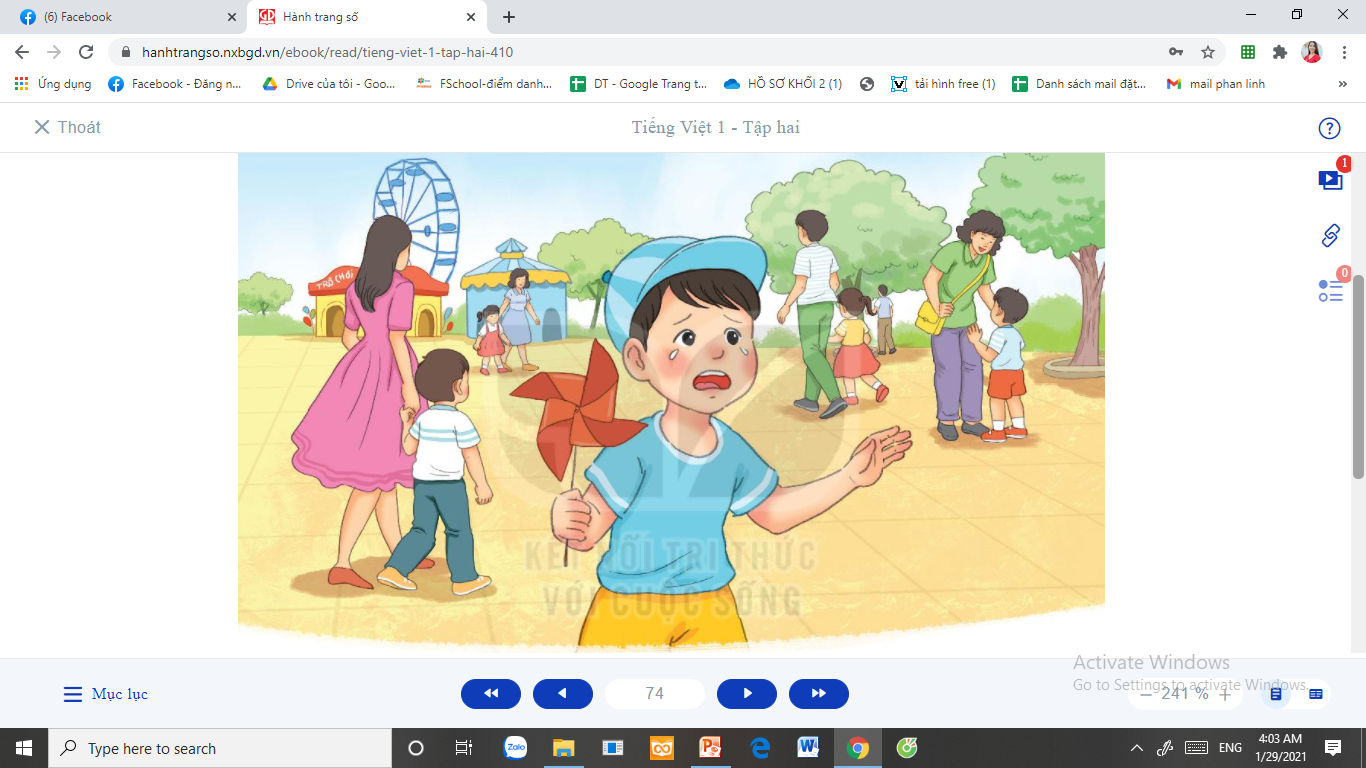 (6) Facebook
Hành trang số
hanhtrangso.nxbgd.vn/ebook/read/tieng-viet-1-tap-hai-410
Ứng dụng
Facebook - Đăng n...
Drive của tôi - Goo...
FSchool-điểm danh...
DT - Google Trang t...
HỒ SƠ KHỐI 2 (1)
tải hình free (1)
Danh sách mail đặt...
mail phan linh
»
Thoát
Tiếng Việt 1 - Tập hai
?
1
0
TRÒ CHƠI
KẾT NỐI TRI THỨC
VỚI CUỘC SỐNG
Activate Windows
Go to Settings to activate Windows.
Mục lục
74
241 %
Type here to search
Zalo
ENG
4:03 AM
1/29/2021